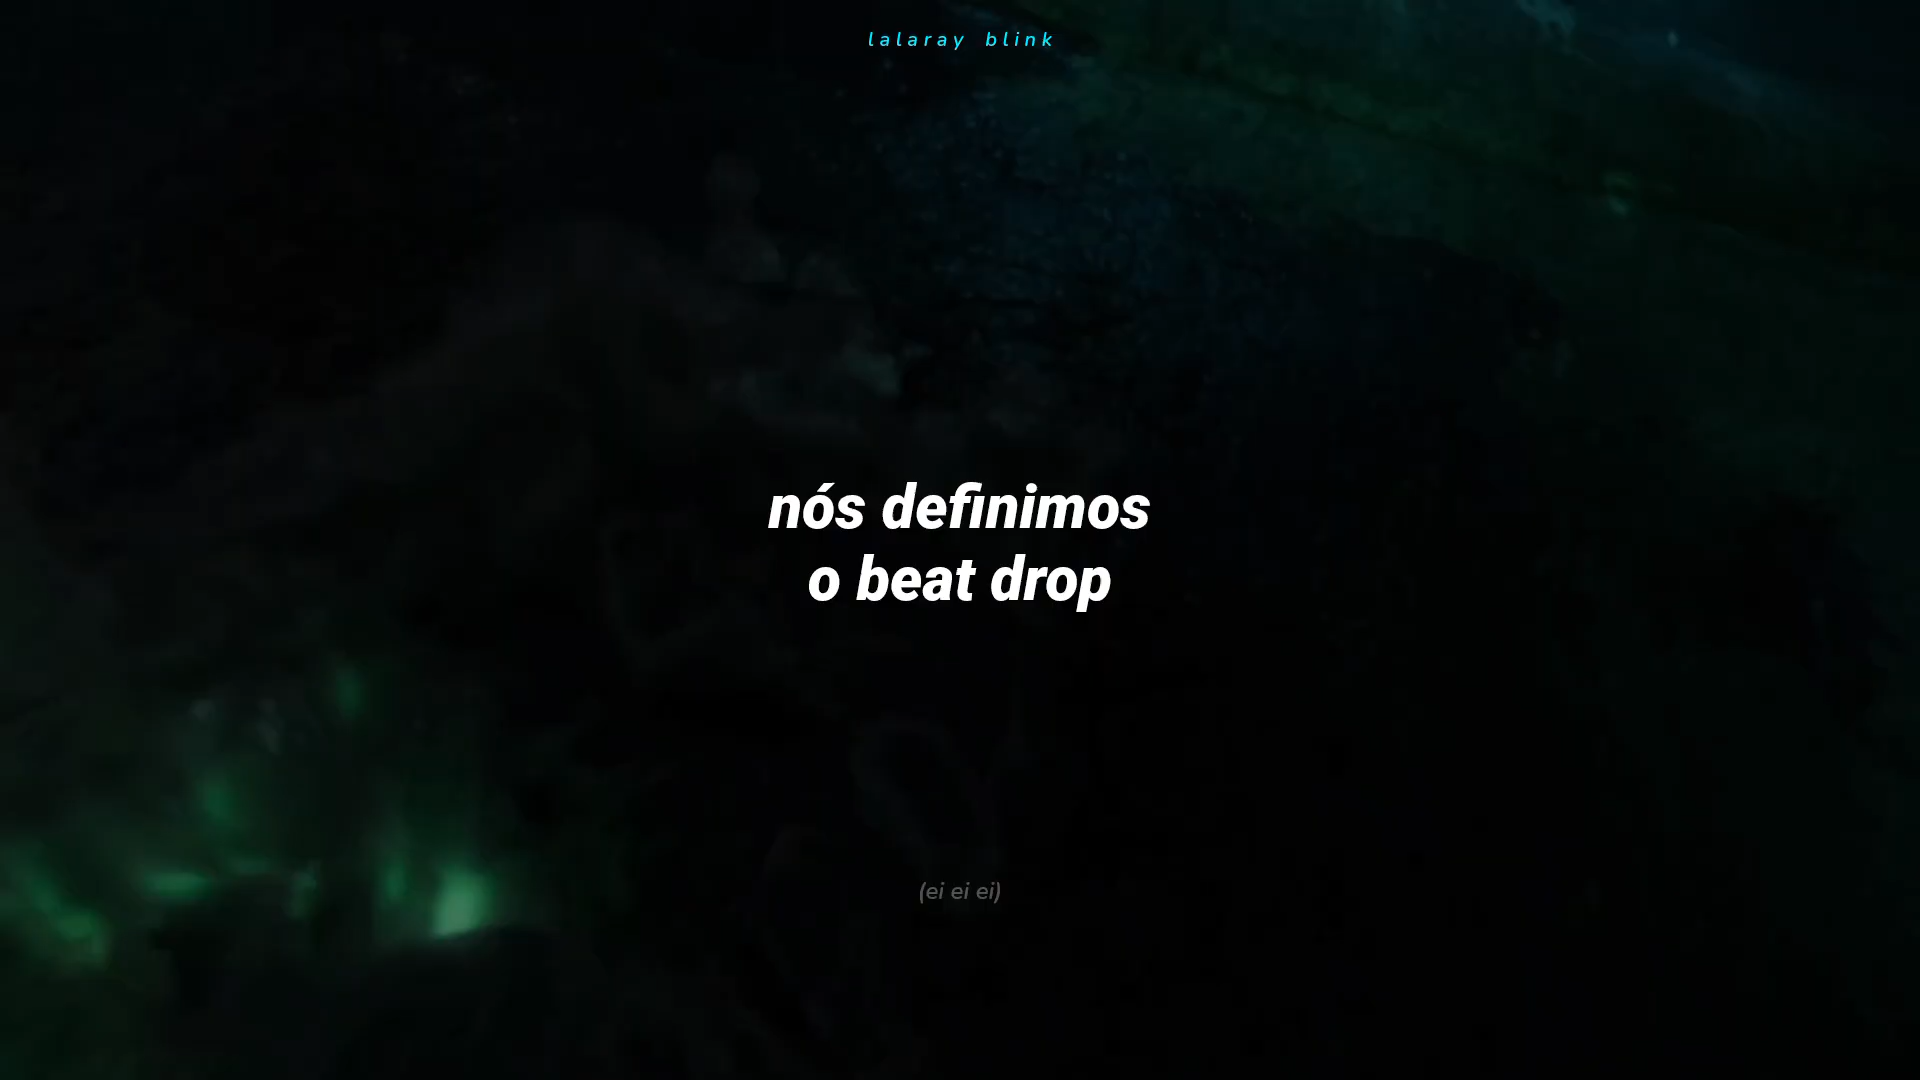 lalaray blink
nós definimos
o beat drop
(ei ei ei)